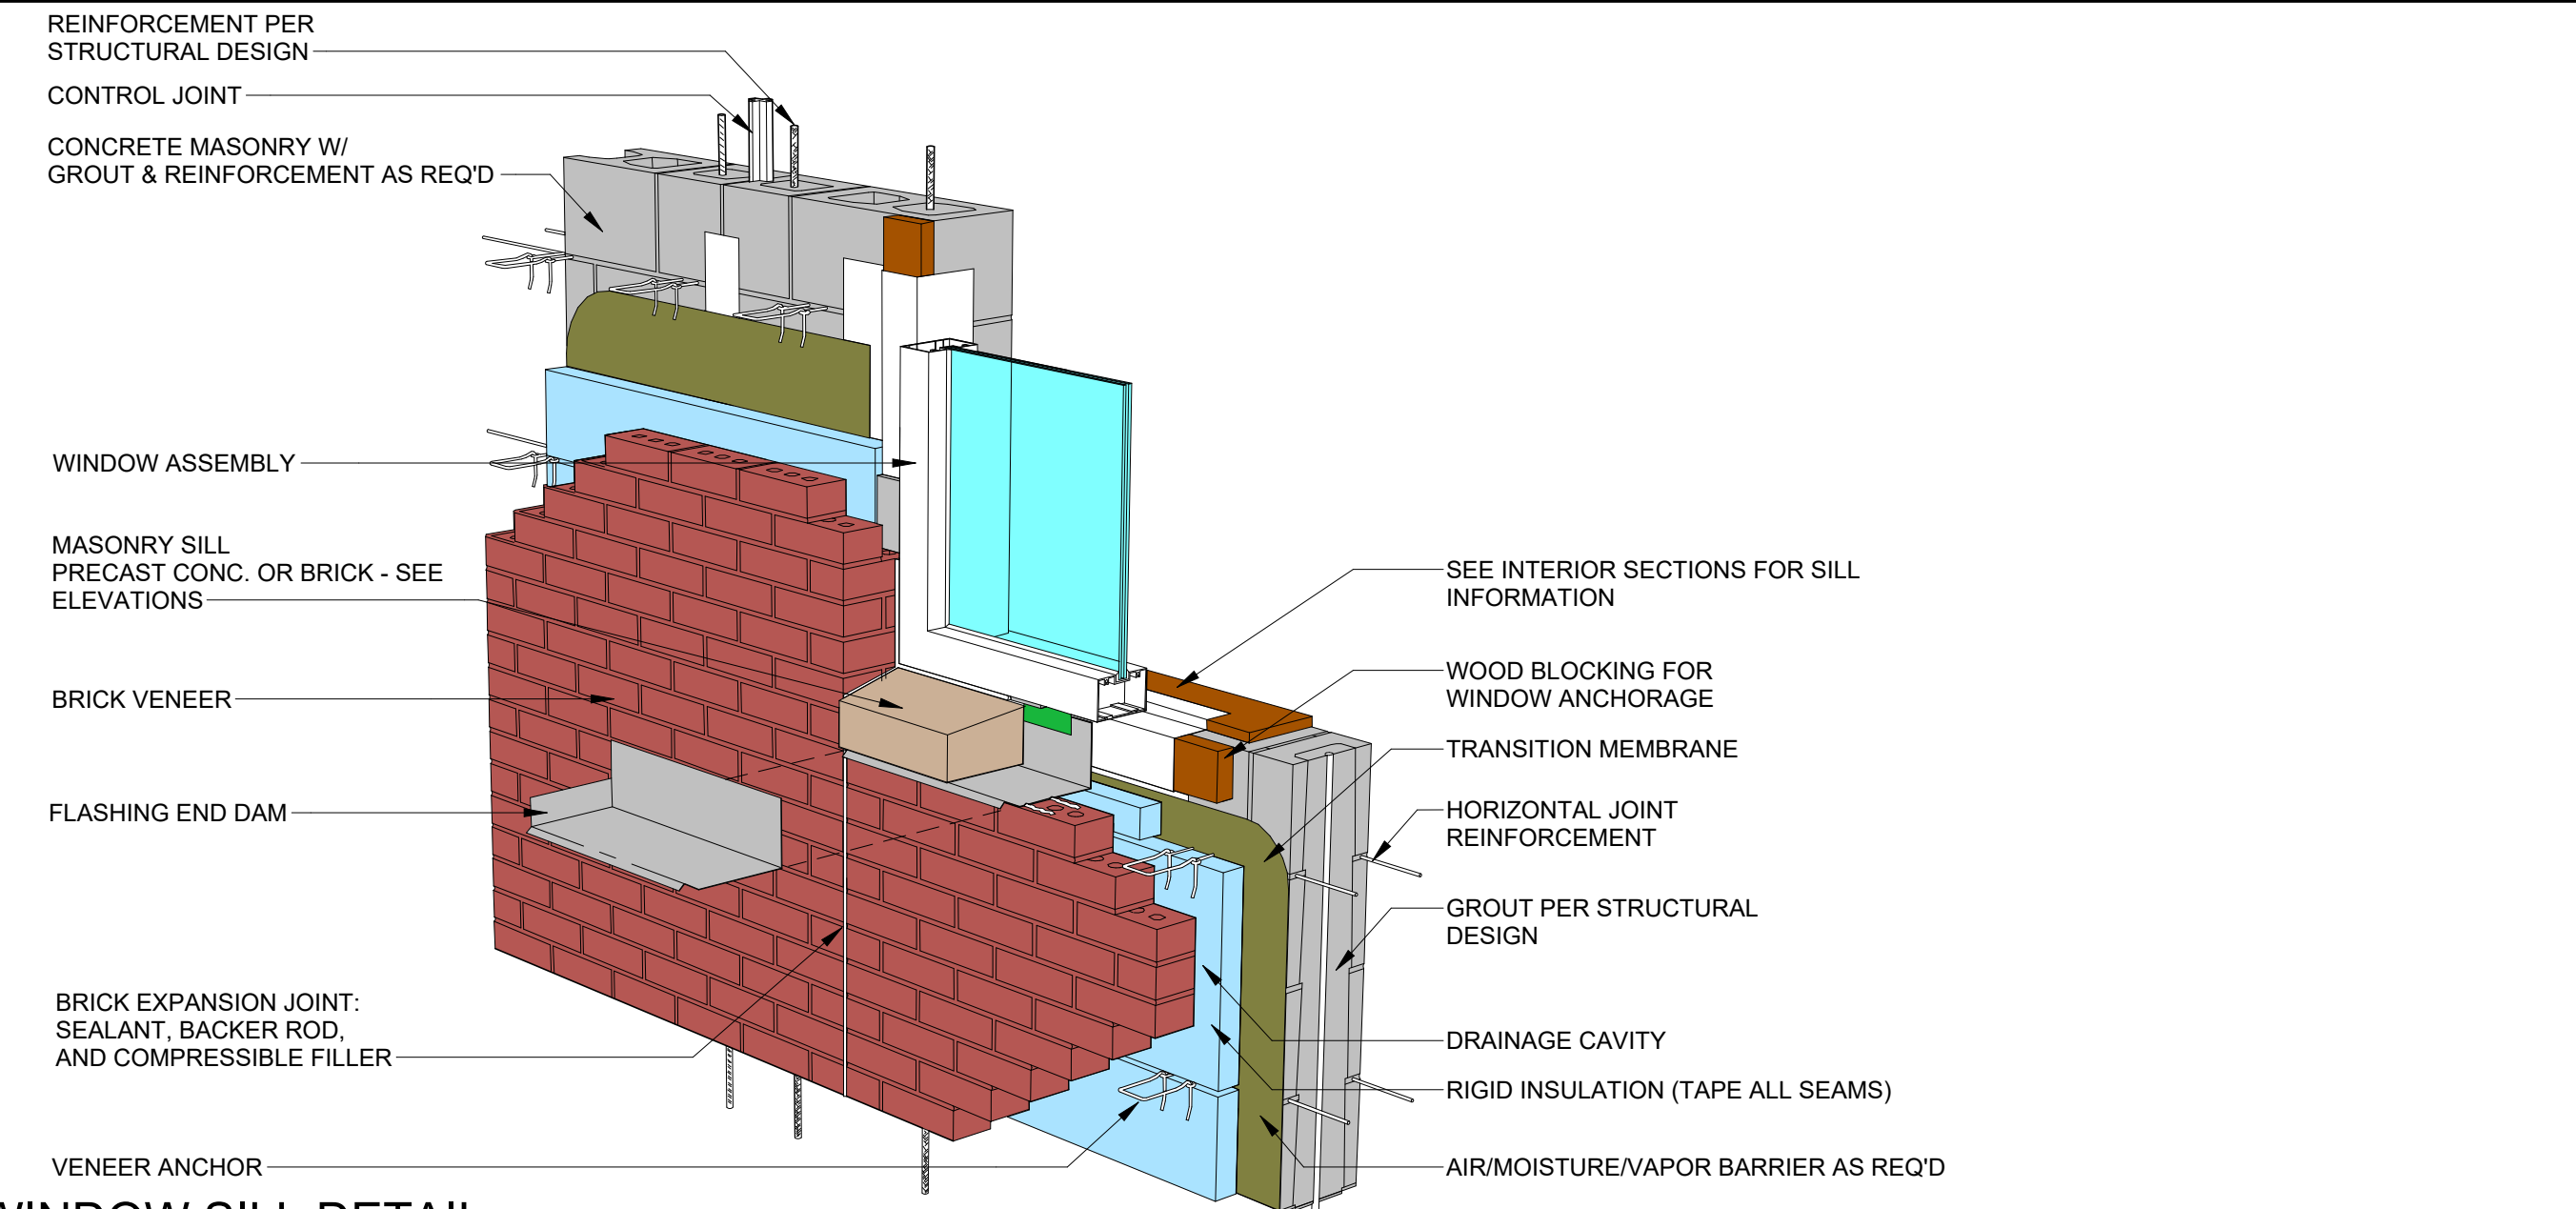 REINFORCEMENT PER
STRUCTURAL DESIGN
CONTROL JOINT
CONCRETE MASONRY W/
GROUT & REINFORCEMENT AS REQ'D
WINDOW ASSEMBLY
MASONRY SILL
PRECAST CONC. OR BRICK - SEE
ELEVATIONS
BRICK VENEER
FLASHING END DAM
BRICK EXPANSION JOINT:
SEALANT, BACKER ROD,
AND COMPRESSIBLE FILLER
VENEER ANCHOR
SEE INTERIOR SECTIONS FOR SILL
INFORMATION
WOOD BLOCKING FOR
WINDOW ANCHORAGE
TRANSITION MEMBRANE
HORIZONTAL JOINT
REINFORCEMENT
GROUT PER STRUCTURAL
DESIGN
DRAINAGE CAVITY
RIGID INSULATION (TAPE ALL SEAMS)
AIR/MOISTURE/VAPOR BARRIER AS REQ'D
WINDOW SILL DETAIL